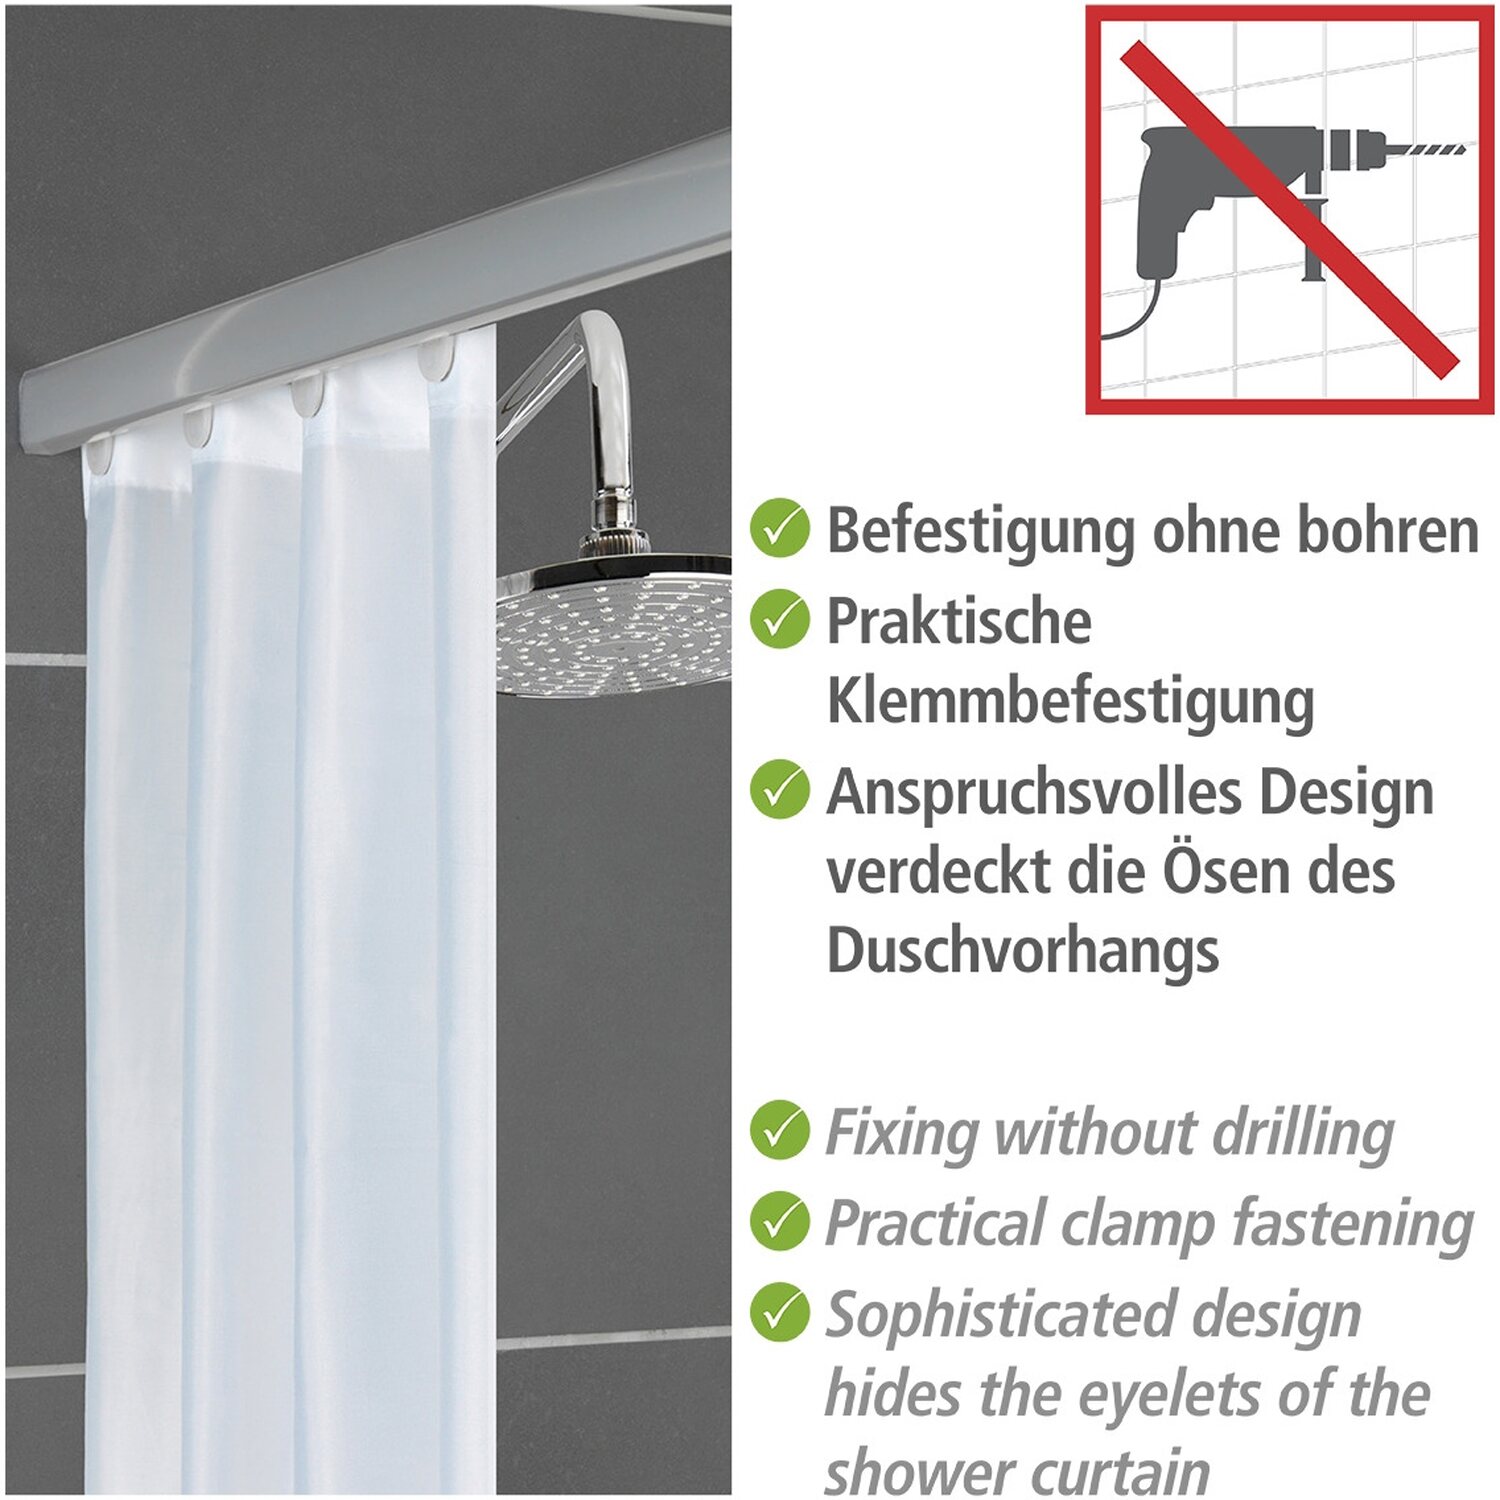 Befestigung ohne bohren
Praktische
Klemmbefestigung
Anspruchsvolles Design
verdeckt die Ösen des
Duschvorhangs
Fixing without drilling
Practical clamp fastening
Sophisticated design
hides the eyelets of the
shower curtain